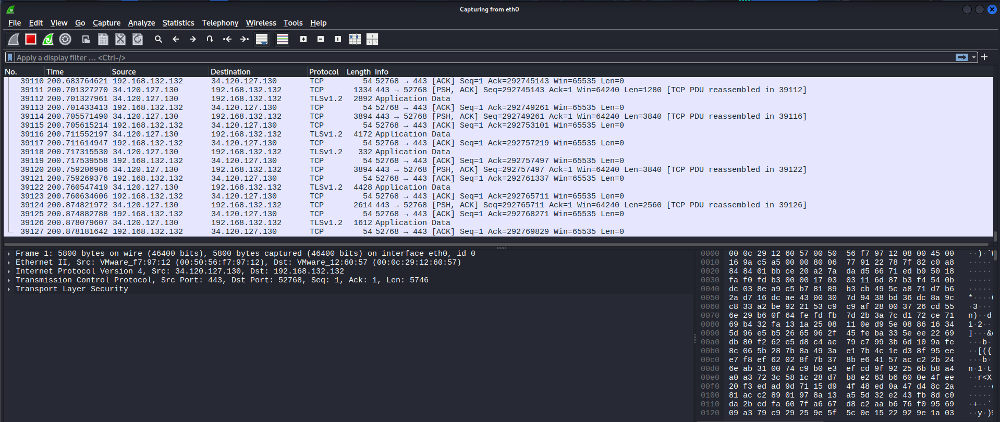 Capturing from eth0
File Edit View Go Capture Analyze Statistics Telephony Wireless Tools Help
Apply a display filter … <Ctrl-/>
No. Time Source Destination Protocol Length Info
39110 200.683764621 192.168.132.132 34.120.127.130 TCP 54 52768 → 443 [ACK] Seq=1 Ack=292745143 Win=65535 Len=0
39111 200.701327270 34.120.127.130 192.168.132.132 TCP 1334 443 → 52768 [PSH, ACK] Seq=292745143 Ack=1 Win=64240 Len=1280 [TCP PDU reassembled in 39112]
39112 200.701327961 34.120.127.130 192.168.132.132 TLSv1.2 2892 Application Data
39113 200.701433413 192.168.132.132 34.120.127.130 TCP 54 52768 → 443 [ACK] Seq=1 Ack=292749261 Win=65535 Len=0
39114 200.705571490 34.120.127.130 192.168.132.132 TCP 3894 443 → 52768 [PSH, ACK] Seq=292749261 Ack=1 Win=64240 Len=3840 [TCP PDU reassembled in 39116]
39115 200.705615214 192.168.132.132 34.120.127.130 TCP 54 52768 → 443 [ACK] Seq=1 Ack=292753101 Win=65535 Len=0
39116 200.711552197 34.120.127.130 192.168.132.132 TLSv1.2 4172 Application Data
39117 200.711614947 192.168.132.132 34.120.127.130 TCP 54 52768 → 443 [ACK] Seq=1 Ack=292757219 Win=65535 Len=0
39118 200.717315530 34.120.127.130 192.168.132.132 TLSv1.2 332 Application Data
39119 200.717539558 192.168.132.132 34.120.127.130 TCP 54 52768 → 443 [ACK] Seq=1 Ack=292757497 Win=65535 Len=0
39120 200.759206906 34.120.127.130 192.168.132.132 TCP 3894 443 → 52768 [PSH, ACK] Seq=292757497 Ack=1 Win=64240 Len=3840 [TCP PDU reassembled in 39122]
39121 200.759269376 192.168.132.132 34.120.127.130 TCP 54 52768 → 443 [ACK] Seq=1 Ack=292761337 Win=65535 Len=0
39122 200.760547419 34.120.127.130 192.168.132.132 TLSv1.2 4428 Application Data
39123 200.760634606 192.168.132.132 34.120.127.130 TCP 54 52768 → 443 [ACK] Seq=1 Ack=292765711 Win=65535 Len=0
39124 200.874821972 34.120.127.130 192.168.132.132 TCP 2614 443 → 52768 [PSH, ACK] Seq=292765711 Ack=1 Win=64240 Len=2560 [TCP PDU reassembled in 39126]
39125 200.874882788 192.168.132.132 34.120.127.130 TCP 54 52768 → 443 [ACK] Seq=1 Ack=292768271 Win=65535 Len=0
39126 200.878079607 34.120.127.130 192.168.132.132 TLSv1.2 1612 Application Data
39127 200.878181642 192.168.132.132 34.120.127.130 TCP 54 52768 → 443 [ACK] Seq=1 Ack=292769829 Win=65535 Len=0
Frame 1: 5800 bytes on wire (46400 bits), 5800 bytes captured (46400 bits) on interface eth0, id 0
Ethernet II, Src: VMware_f7:97:12 (00:50:56:f7:97:12), Dst: VMware_12:60:57 (00:0c:29:12:60:57)
Internet Protocol Version 4, Src: 34.120.127.130, Dst: 192.168.132.132
Transmission Control Protocol, Src Port: 443, Dst Port: 52768, Seq: 1, Ack: 1, Len: 5746
Transport Layer Security
0000 00 0c 29 12 60 57 00 50 56 f7 97 12 08 00 45 00 ··)·`W
0010 16 9a c5 a5 00 00 80 06 77 91 22 78 7f 82 c0 a8 ·····
0020 84 84 01 bb ce 20 a2 7a da d5 66 71 ed b9 50 18 ·····
0030 fa f0 fd b3 00 00 17 03 03 11 6d 87 b3 f4 54 0b ·····
0040 dc 03 8e a9 c5 b7 81 89 b3 cb 49 5c a8 71 d7 b6 ·····
0050 2a d7 16 dc ae 43 00 30 7d 94 38 bd 36 dc 8a 9c *····C
0060 c8 33 a2 be 92 21 53 c9 c9 af 28 00 37 26 cd 55 ·3···
0070 6e 29 b6 0f 64 fe fd fb 7d 2b 3a 7c d1 72 ce 71 n)··d
0080 69 b4 32 fa 13 1a 25 08 11 0e d9 5e 08 86 16 34 i·2··
0090 5d 96 e5 b5 26 65 96 2f 45 fe ba 33 5e ee 22 69 ]···&e
00a0 db 80 f2 62 e5 d8 c4 ae 79 c7 99 3b 6d 10 9a fe ···b·
00b0 8c 06 5b 28 7b 8a 49 3a e1 7b 4c 1e d3 8f 95 ee ··[({
00c0 e7 f8 ef 62 02 8f 7b 37 8b e6 41 57 ac c2 2b 24 ···b·
00d0 6e ab 31 00 74 c9 b0 e3 ef cd 9f 92 25 6b b8 a4 n·1·t
00e0 a0 a3 72 3c 58 1c 28 d7 b8 e2 63 b6 60 0e 4f ee ··r<X
00f0 20 f3 ed ad 9d 71 15 d9 4f 48 ed 0a 47 d4 8c 2a ····q
0100 81 ac c2 89 01 97 8a 13 a5 5d 32 e2 43 fb 8d c0 ·····
0110 da 2b ed fa 60 7f a6 67 d8 c2 aa b6 76 f0 95 69 ·+··`
0120 09 a3 79 c9 29 25 9e 5f 5c 0e 15 22 92 9e 1a 03 ··y·)%